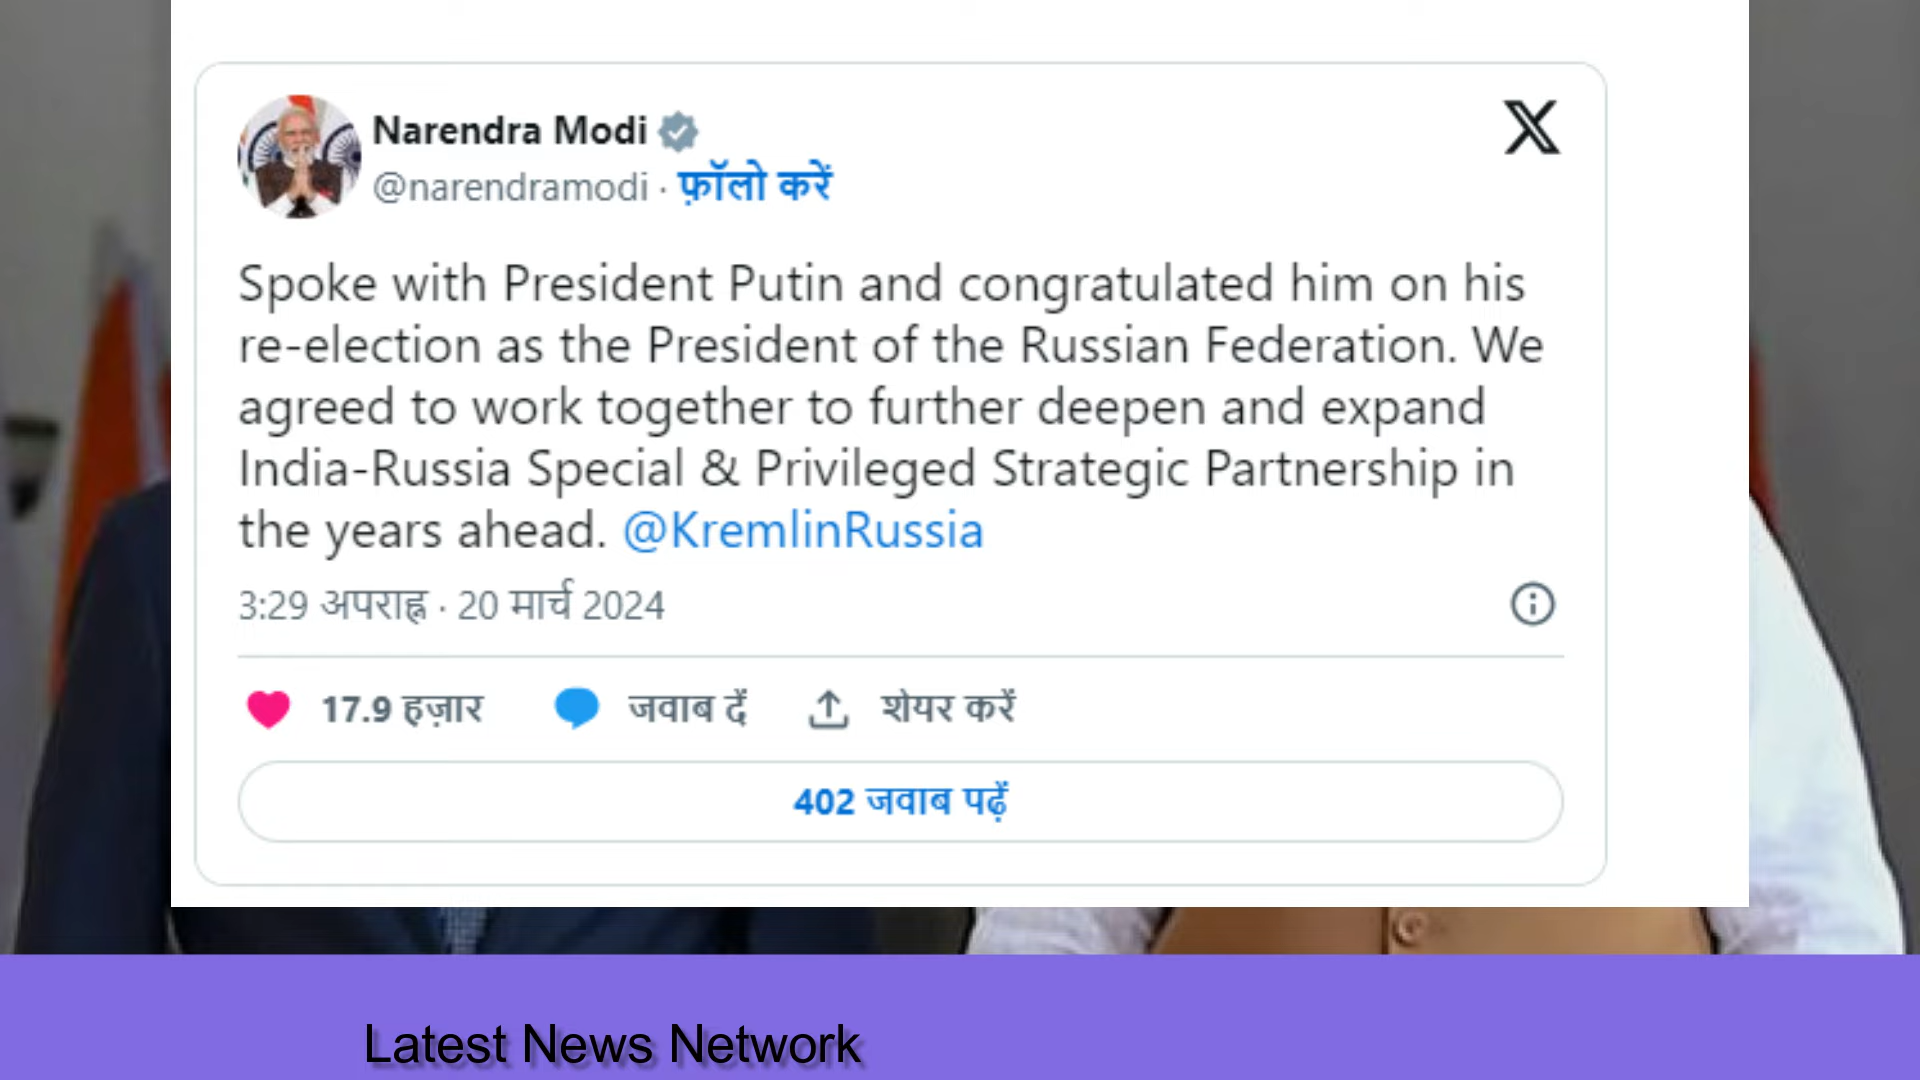 Narendra Modi
@narendramodi · फ़ॉलो करें
Spoke with President Putin and congratulated him on his
re-election as the President of the Russian Federation. We
agreed to work together to further deepen and expand
India-Russia Special & Privileged Strategic Partnership in
the years ahead. @KremlinRussia
3:29 अपराह्न · 20 मार्च 2024
17.9 हज़ार जवाब दें शेयर करें
402 जवाब पढ़ें
Latest News Network